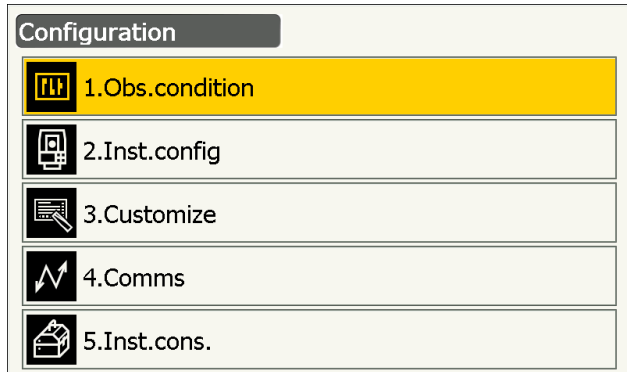 Configuration
1.Obs.condition
2.Inst.config
3.Customize
4.Comms
5.Inst.cons.